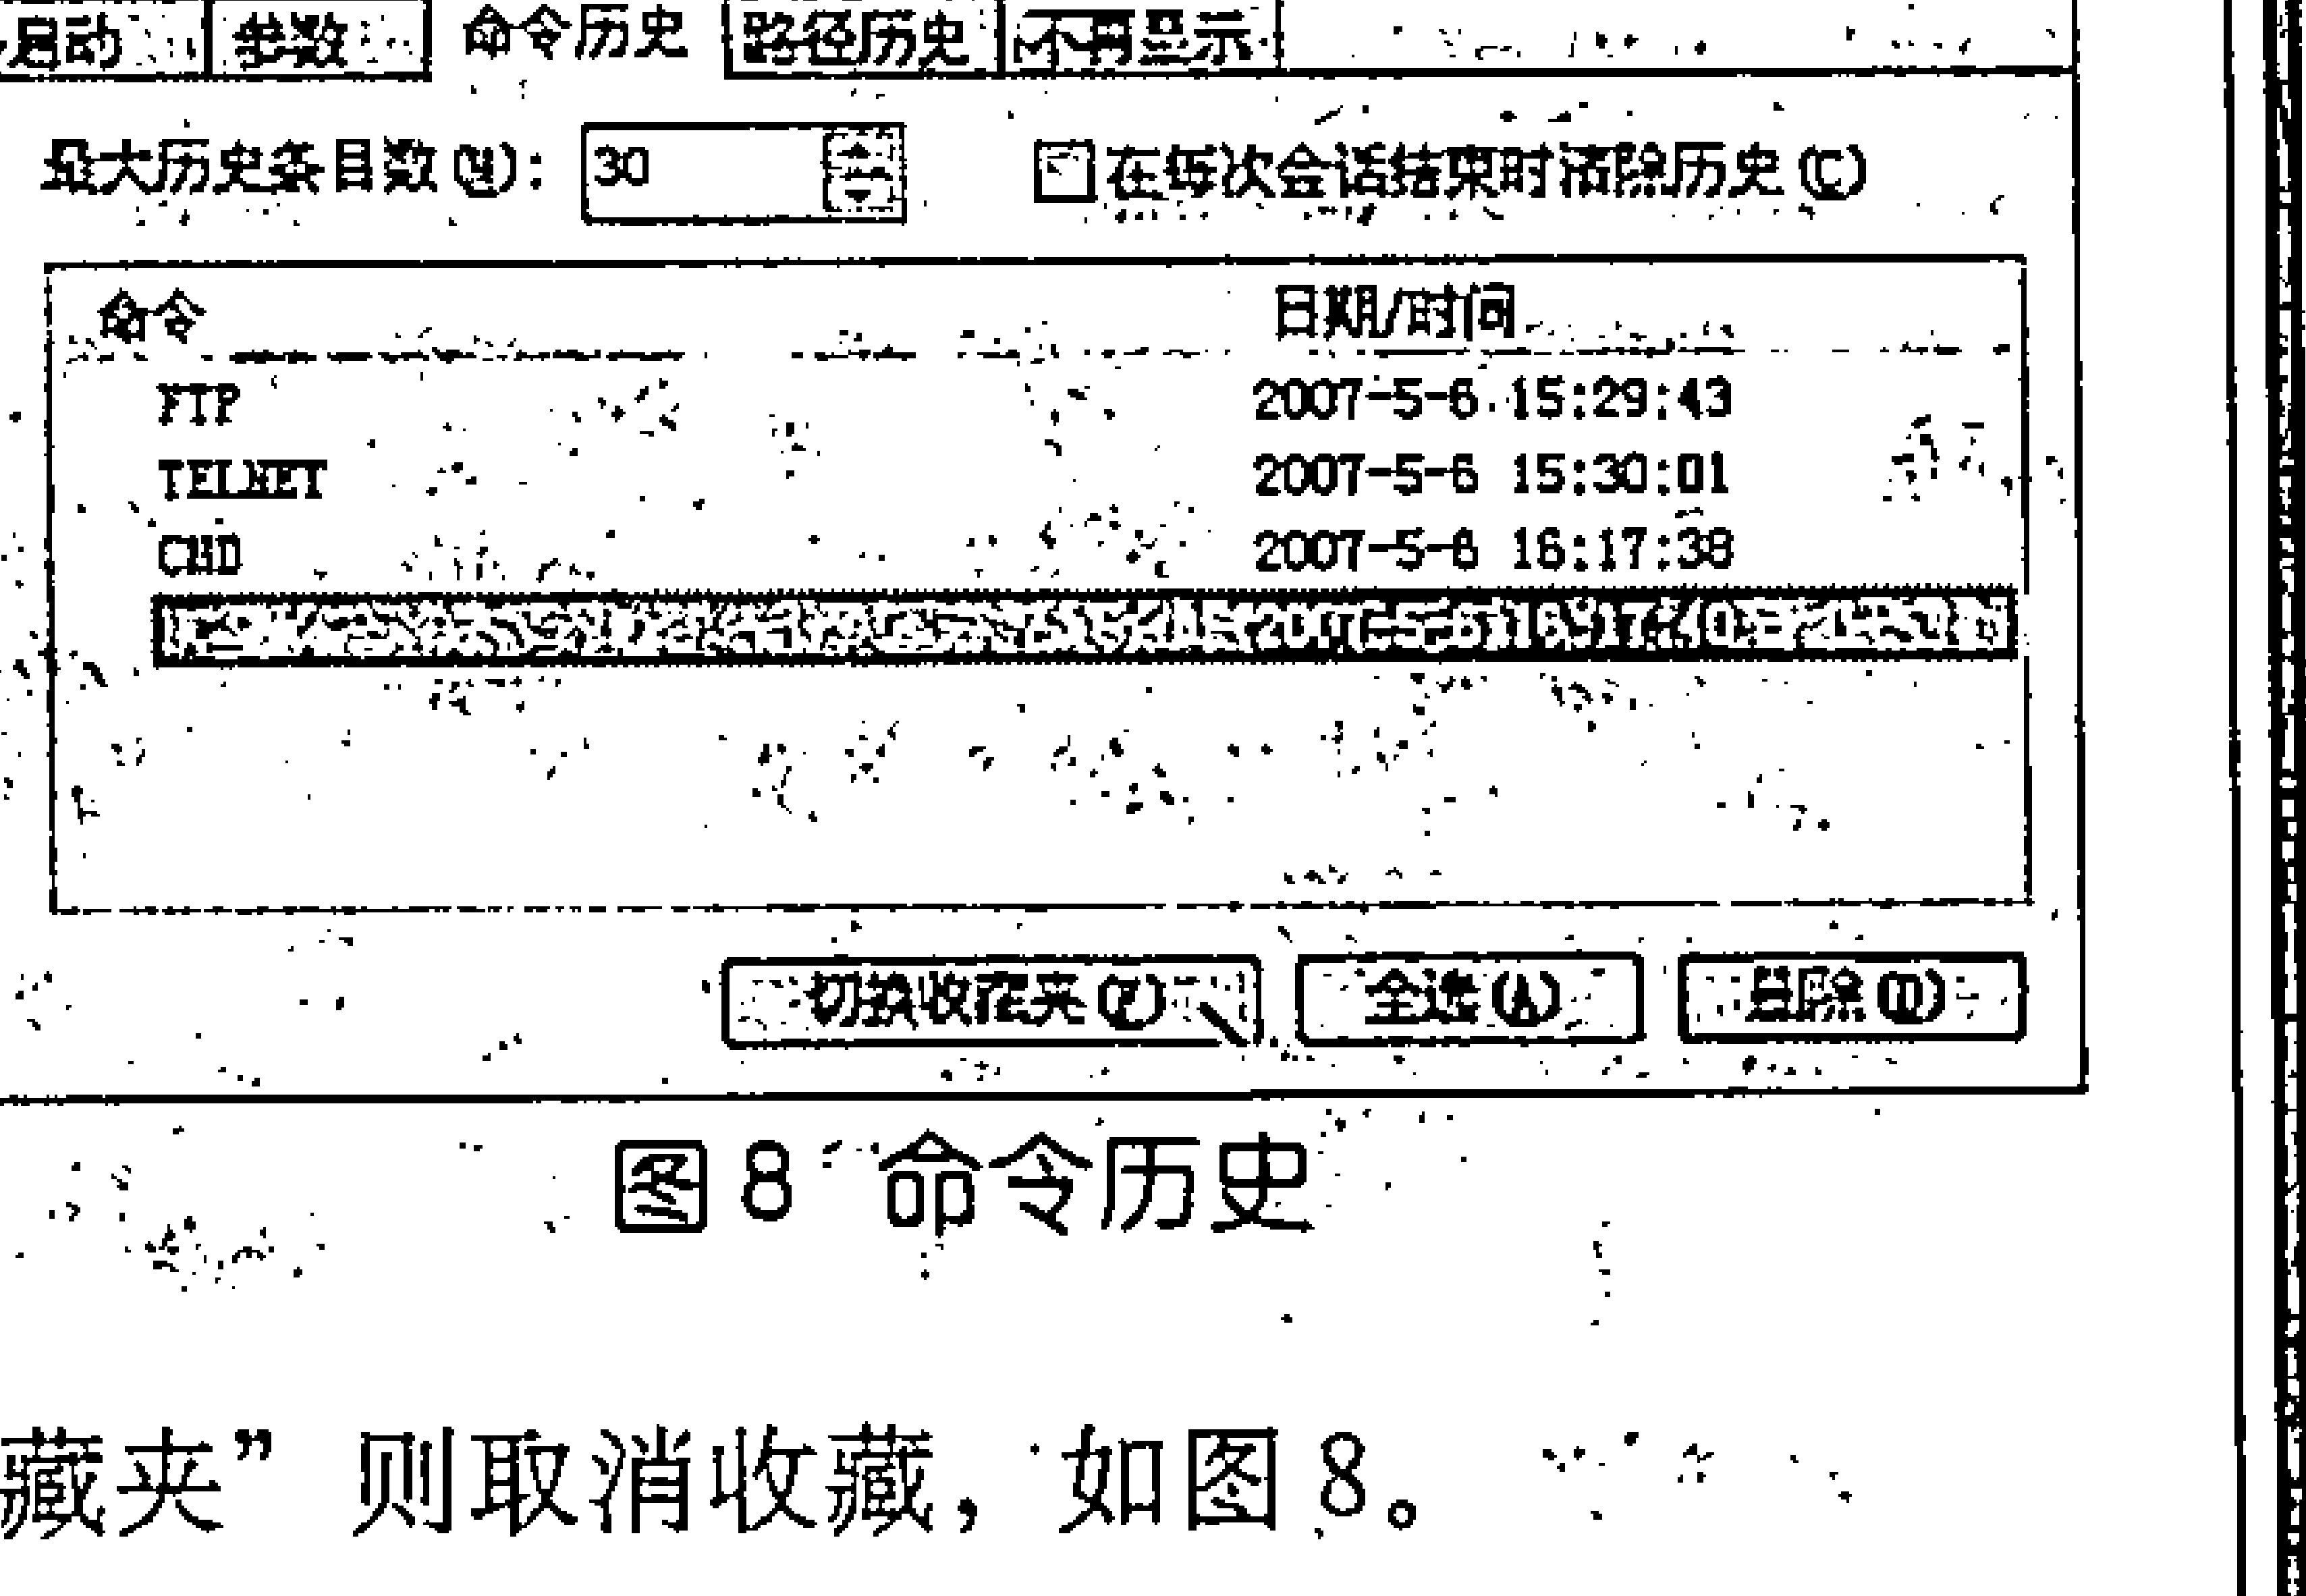 启动 参数 命令历史 路径历史 不再显示
最大历史条目数(M): 30 在每次会话结束时清除历史(C)
命令 日期/时间
FTP 2007-5-6 15:29:43
TELNET 2007-5-6 15:30:01
CMD 2007-5-6 16:17:38
切换收藏夹 全选(A) 删除(D)
图8 命令历史
藏夹”则取消收藏，如图8。